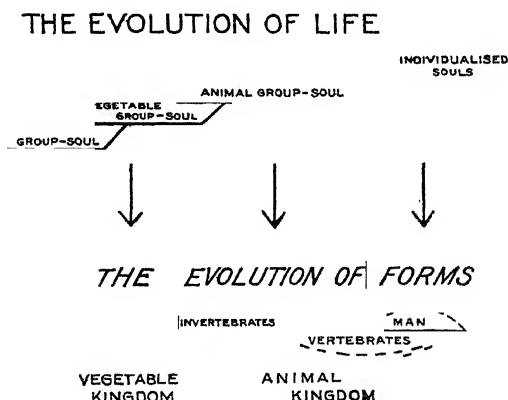 THE EVOLUTION OF LIFE
INDIVIDUALISED
SOULS
ANIMAL GROUP-SOUL
EGETABLE
GROUP-SOUL
GROUP-SOUL
THE EVOLUTION OF FORMS
INVERTEBRATES
MAN
VERTEBRATES
VEGETABLE
KINGDOM
ANIMAL
KINGDOM